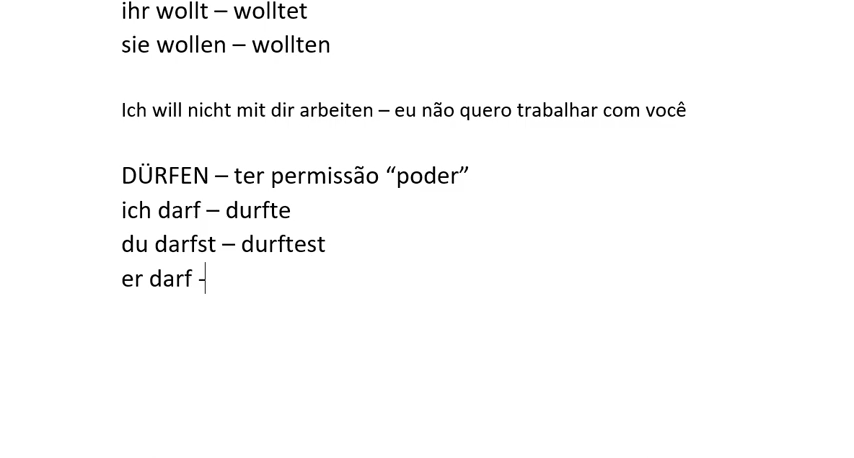 ihr wollt – wolltet
sie wollen – wollten
Ich will nicht mit dir arbeiten – eu não quero trabalhar com você
DÜRFEN – ter permissão “poder”
ich darf – durfte
du darfst – durftest
er darf -